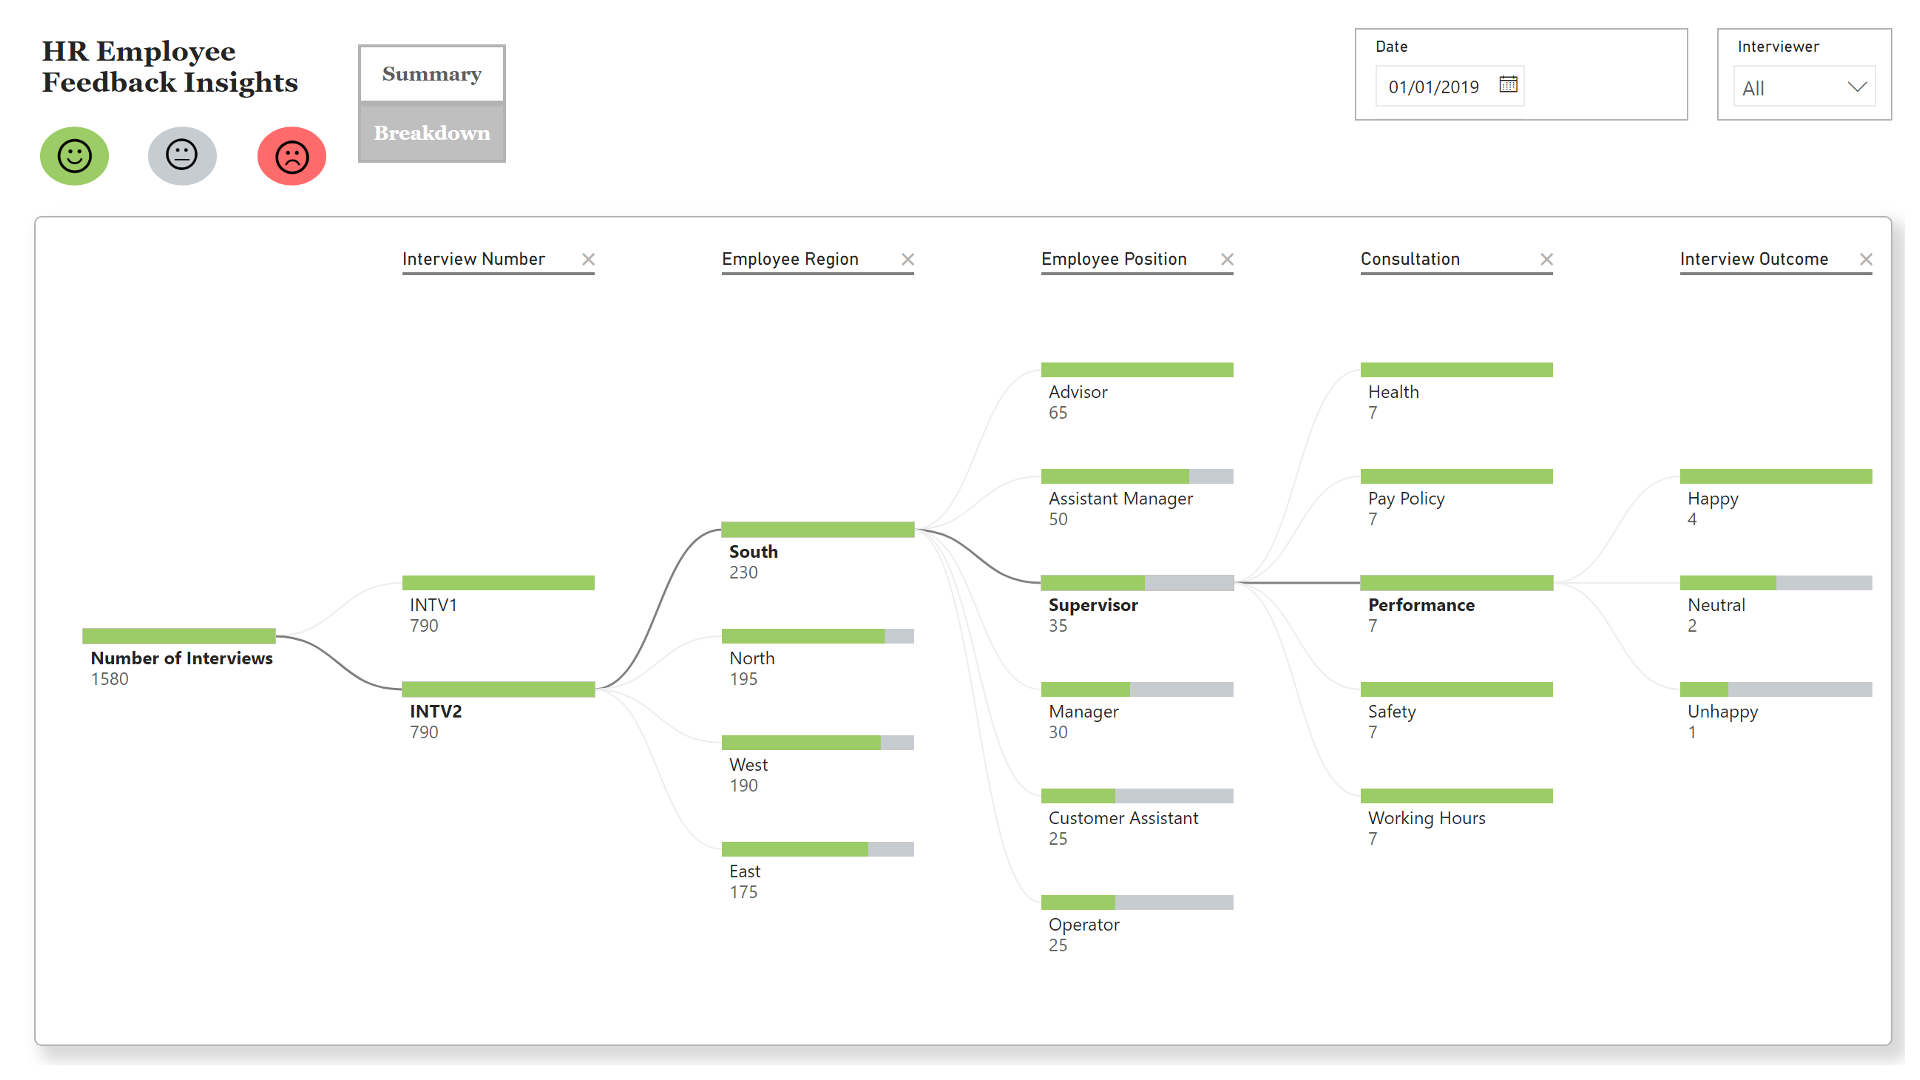 HR Employee
Feedback Insights
Summary
Breakdown
Date
01/01/2019
Interviewer
All
Interview Number
Employee Region
Employee Position
Consultation
Interview Outcome
Number of Interviews
1580
INTV1
790
INTV2
790
South
230
North
195
West
190
East
175
Advisor
65
Assistant Manager
50
Supervisor
35
Manager
30
Customer Assistant
25
Operator
25
Health
7
Pay Policy
7
Performance
7
Safety
7
Working Hours
7
Happy
4
Neutral
2
Unhappy
1